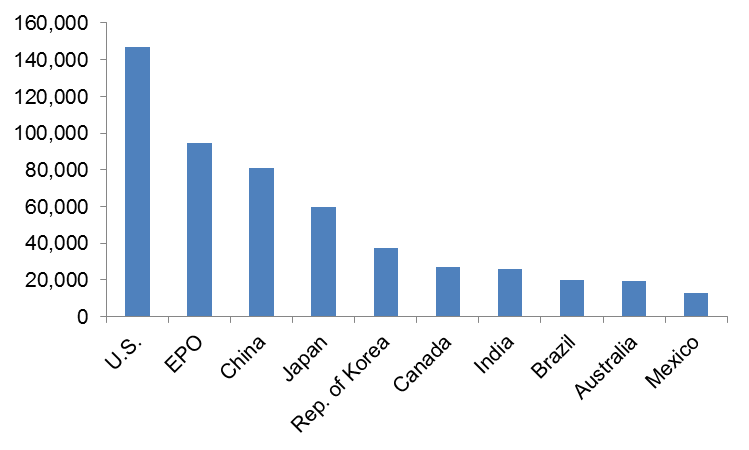 160,000
140,000
120,000
100,000
80,000
60,000
40,000
20,000
0
U.S.
EPO
China
Japan
Rep. of Korea
Canada
India
Brazil
Australia
Mexico